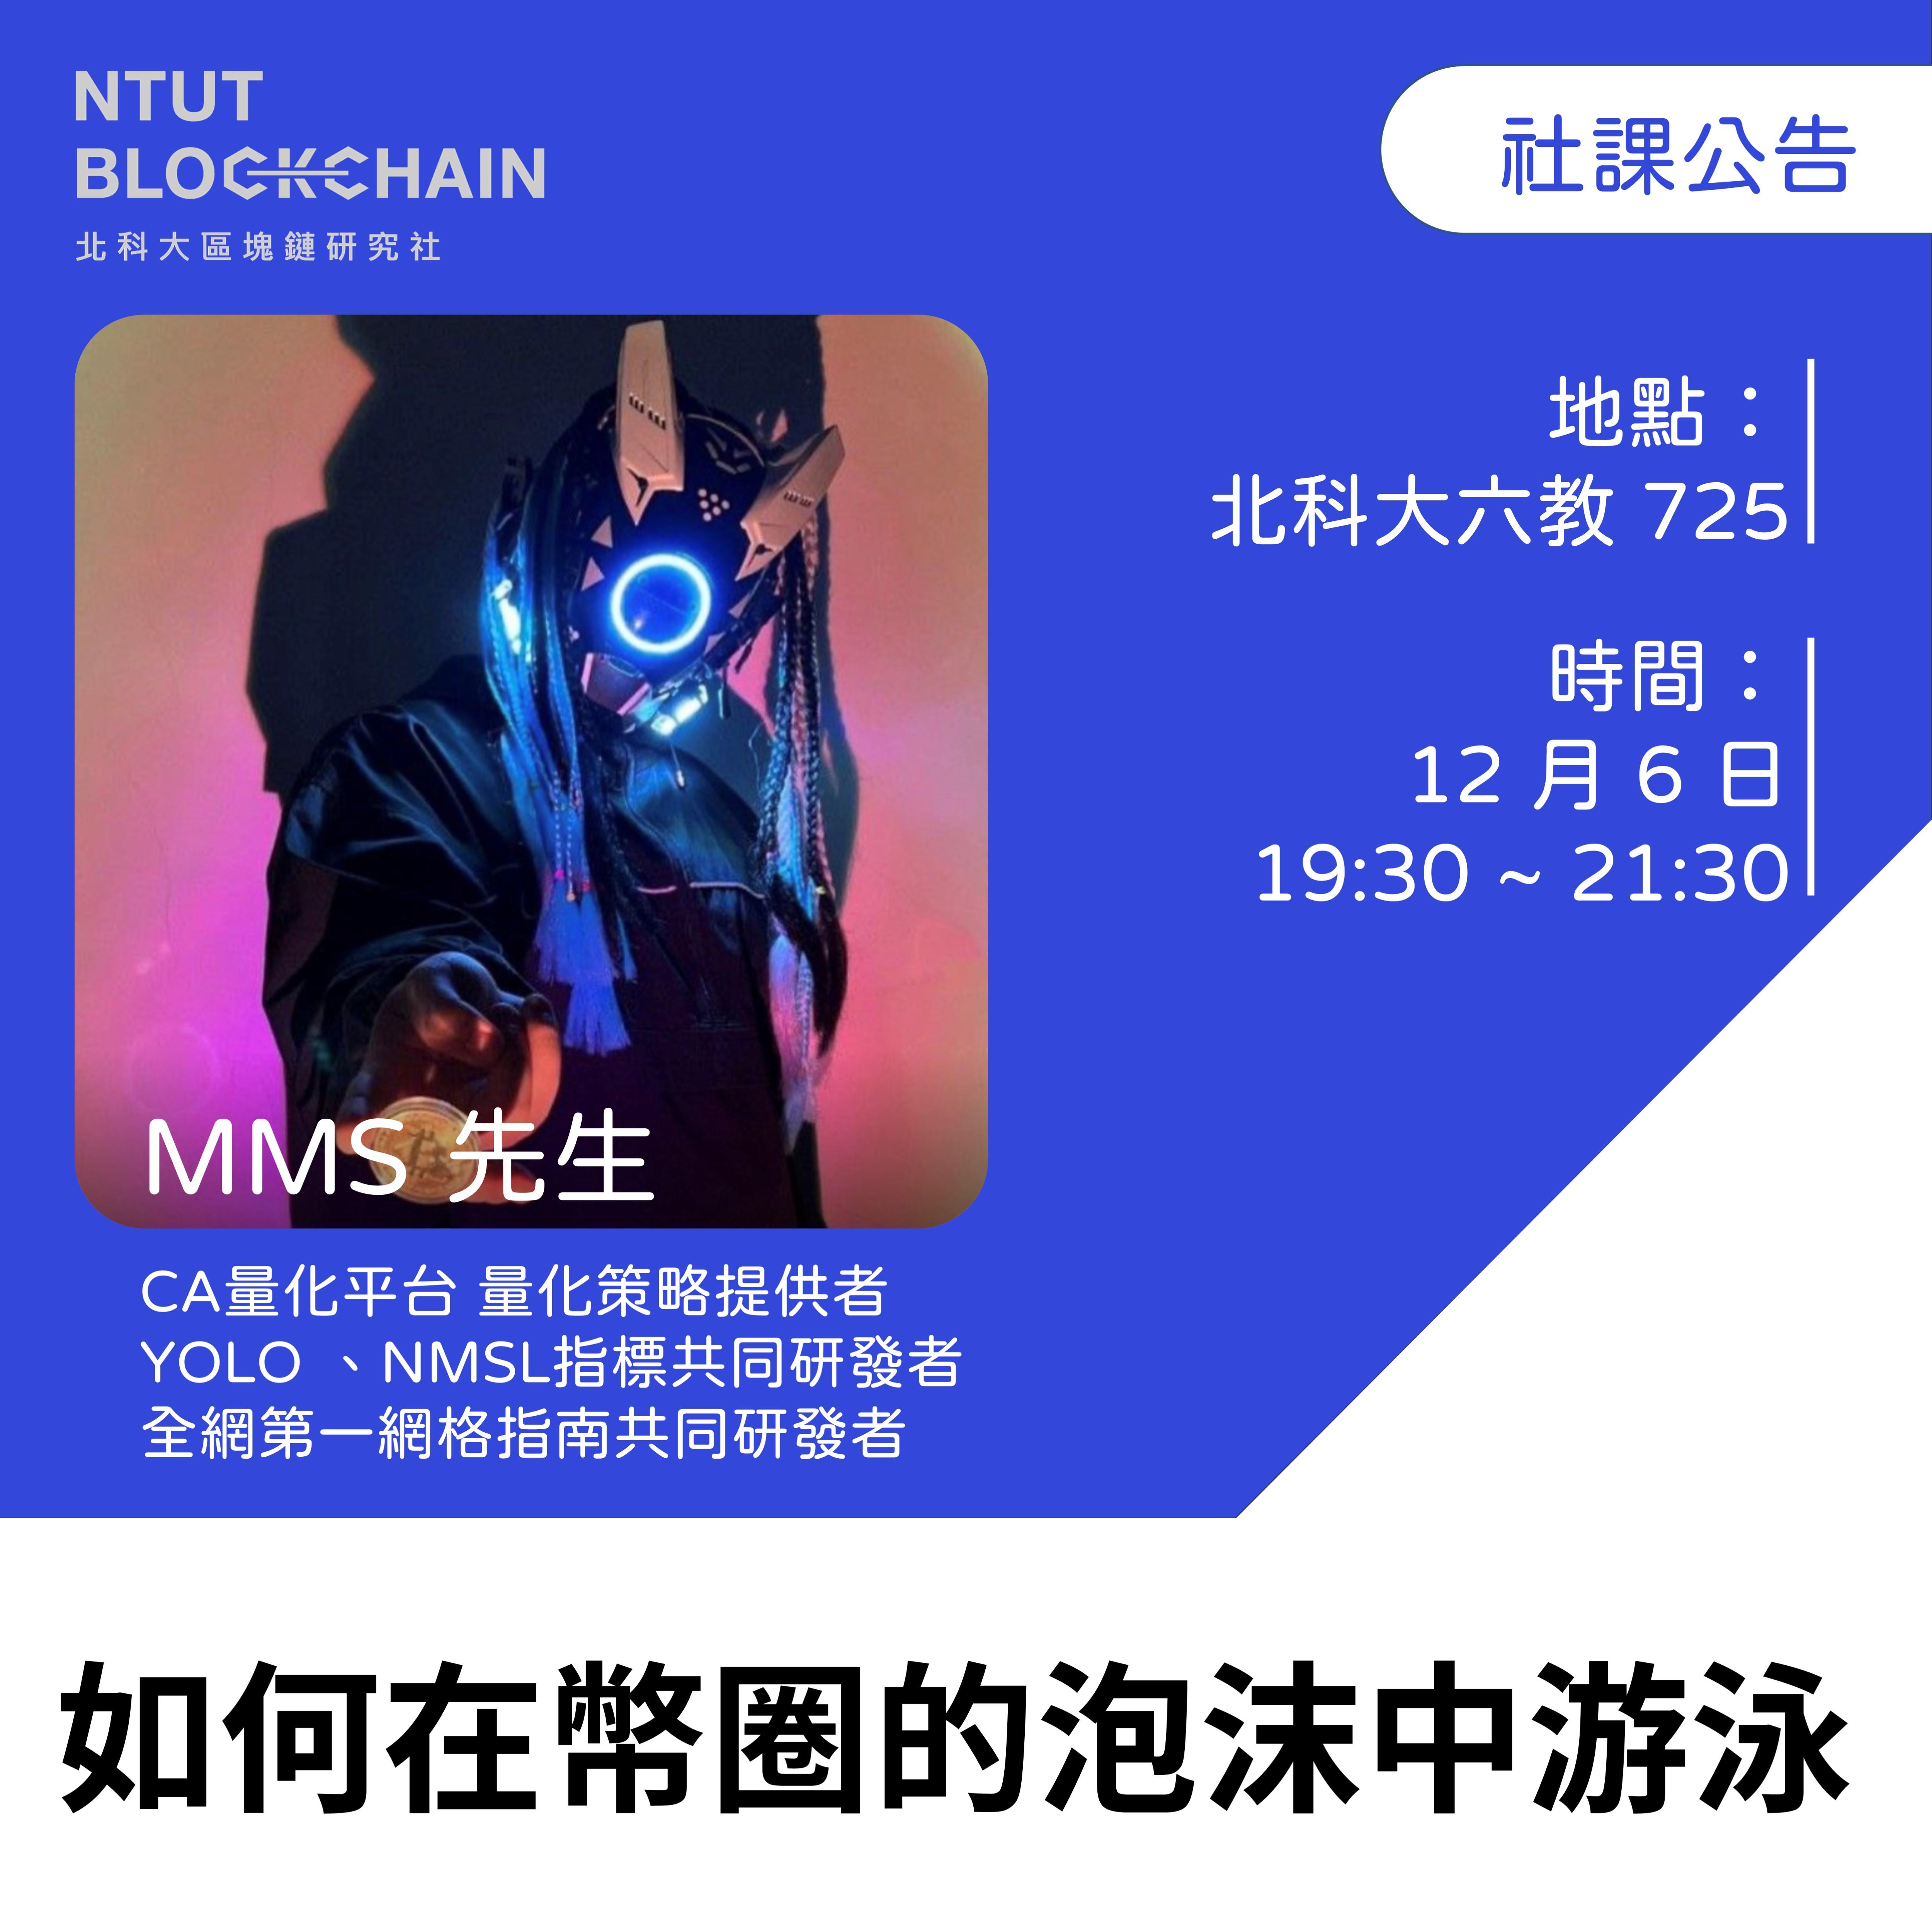 NTUT
BLOCKCHAIN
北科大區塊鏈研究社
社課公告
地點：
北科大六教 725
時間：
12 月 6 日
19:30 ~ 21:30
MMS 先生
CA量化平台 量化策略提供者
YOLO 、NMSL指標共同研發者
全網第一網格指南共同研發者
如何在幣圈的泡沫中游泳